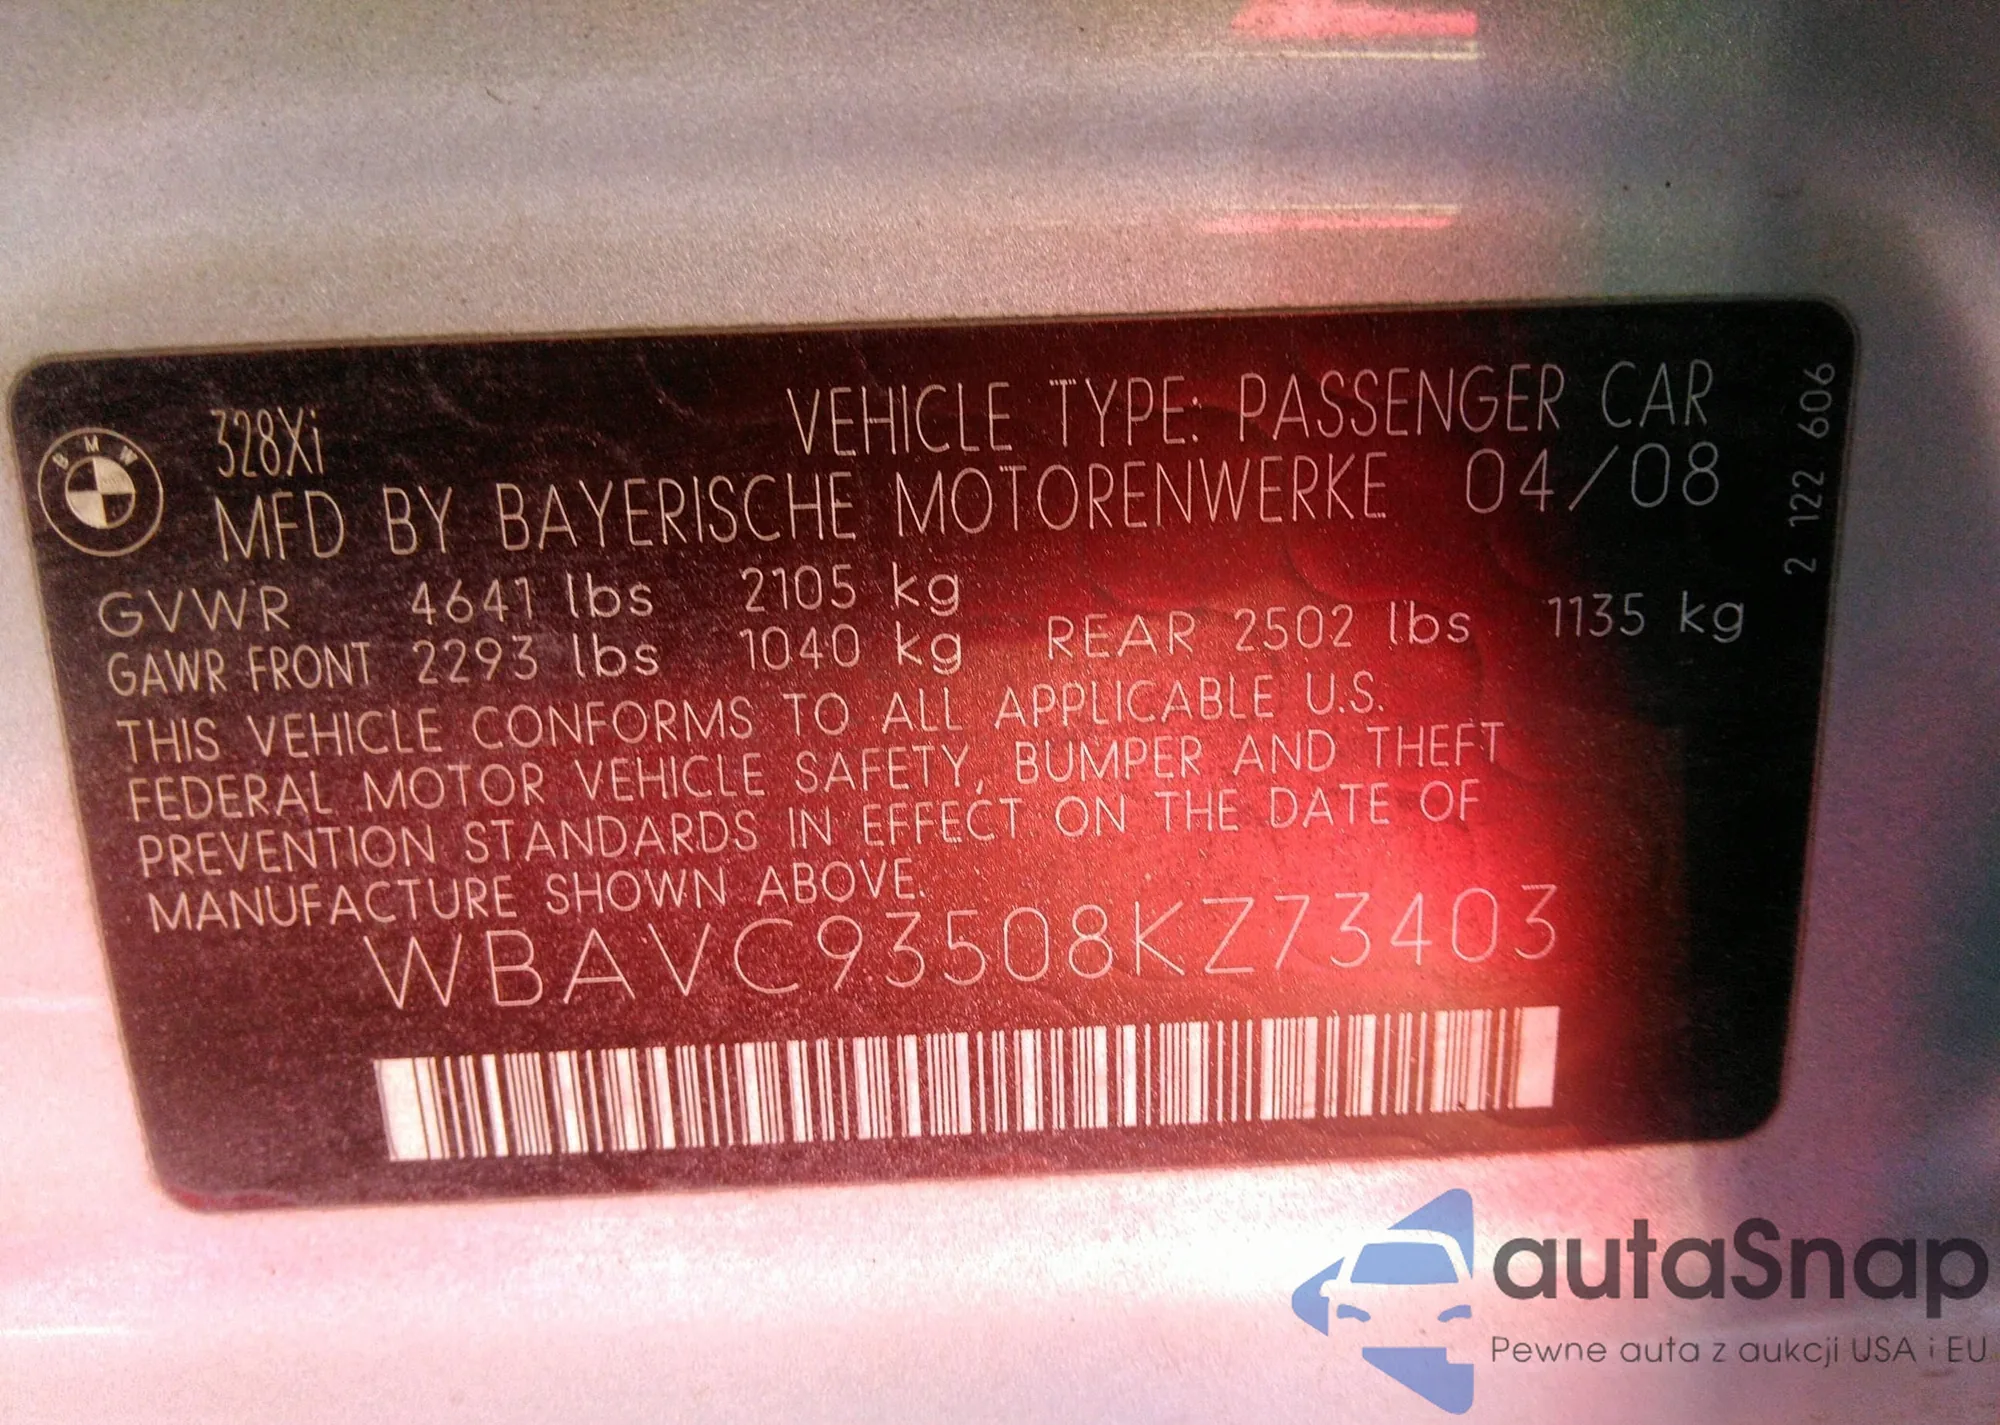 BMW
328Xi
VEHICLE TYPE: PASSENGER CAR
MFD BY BAYERISCHE MOTORENWERKE 04/08
GVWR 4641 lbs 2105 kg
GAWR FRONT 2293 lbs 1040 kg REAR 2502 lbs 1135 kg
THIS VEHICLE CONFORMS TO ALL APPLICABLE U.S.
FEDERAL MOTOR VEHICLE SAFETY, BUMPER AND THEFT
PREVENTION STANDARDS IN EFFECT ON THE DATE OF
MANUFACTURE SHOWN ABOVE.
WBAVC93508KZ73403
2 122 606
autaSnap
Pewne auta z aukcji USA i EU